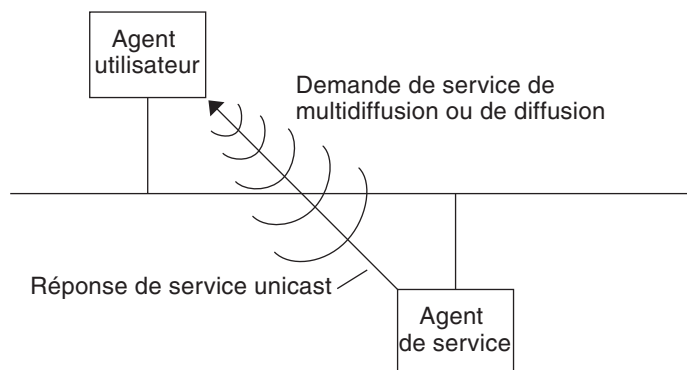 Agent
utilisateur
Demande de service de
multidiffusion ou de diffusion
Réponse de service unicast
Agent
de service